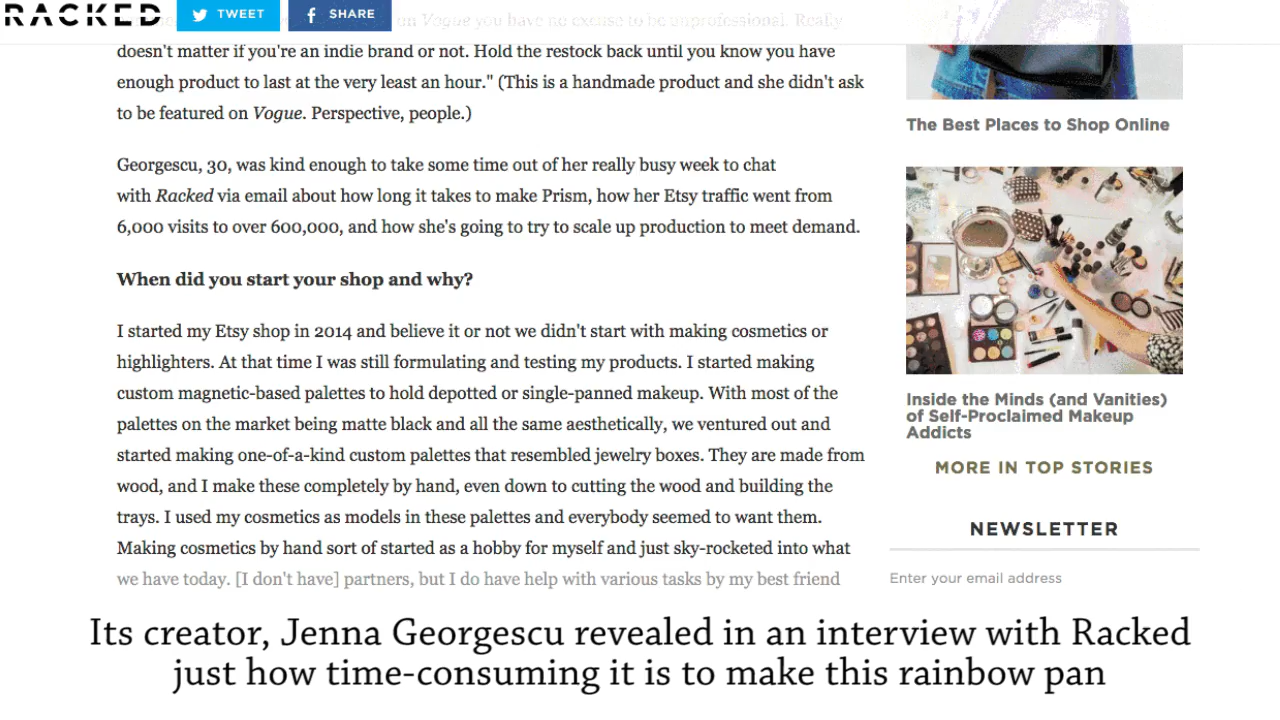 RACKED
TWEET
SHARE
on Vogue you have no excuse to be unprofessional. Really
doesn't matter if you're an indie brand or not. Hold the restock back until you know you have
enough product to last at the very least an hour." (This is a handmade product and she didn't ask
to be featured on Vogue. Perspective, people.)
Georgescu, 30, was kind enough to take some time out of her really busy week to chat
with Racked via email about how long it takes to make Prism, how her Etsy traffic went from
6,000 visits to over 600,000, and how she's going to try to scale up production to meet demand.
When did you start your shop and why?
I started my Etsy shop in 2014 and believe it or not we didn't start with making cosmetics or
highlighters. At that time I was still formulating and testing my products. I started making
custom magnetic-based palettes to hold depotted or single-panned makeup. With most of the
palettes on the market being matte black and all the same aesthetically, we ventured out and
started making one-of-a-kind custom palettes that resembled jewelry boxes. They are made from
wood, and I make these completely by hand, even down to cutting the wood and building the
trays. I used my cosmetics as models in these palettes and everybody seemed to want them.
Making cosmetics by hand sort of started as a hobby for myself and just sky-rocketed into what
we have today. [I don't have] partners, but I do have help with various tasks by my best friend
The Best Places to Shop Online
Inside the Minds (and Vanities)
of Self-Proclaimed Makeup
Addicts
MORE IN TOP STORIES
NEWSLETTER
Enter your email address
Its creator, Jenna Georgescu revealed in an interview with Racked
just how time-consuming it is to make this rainbow pan